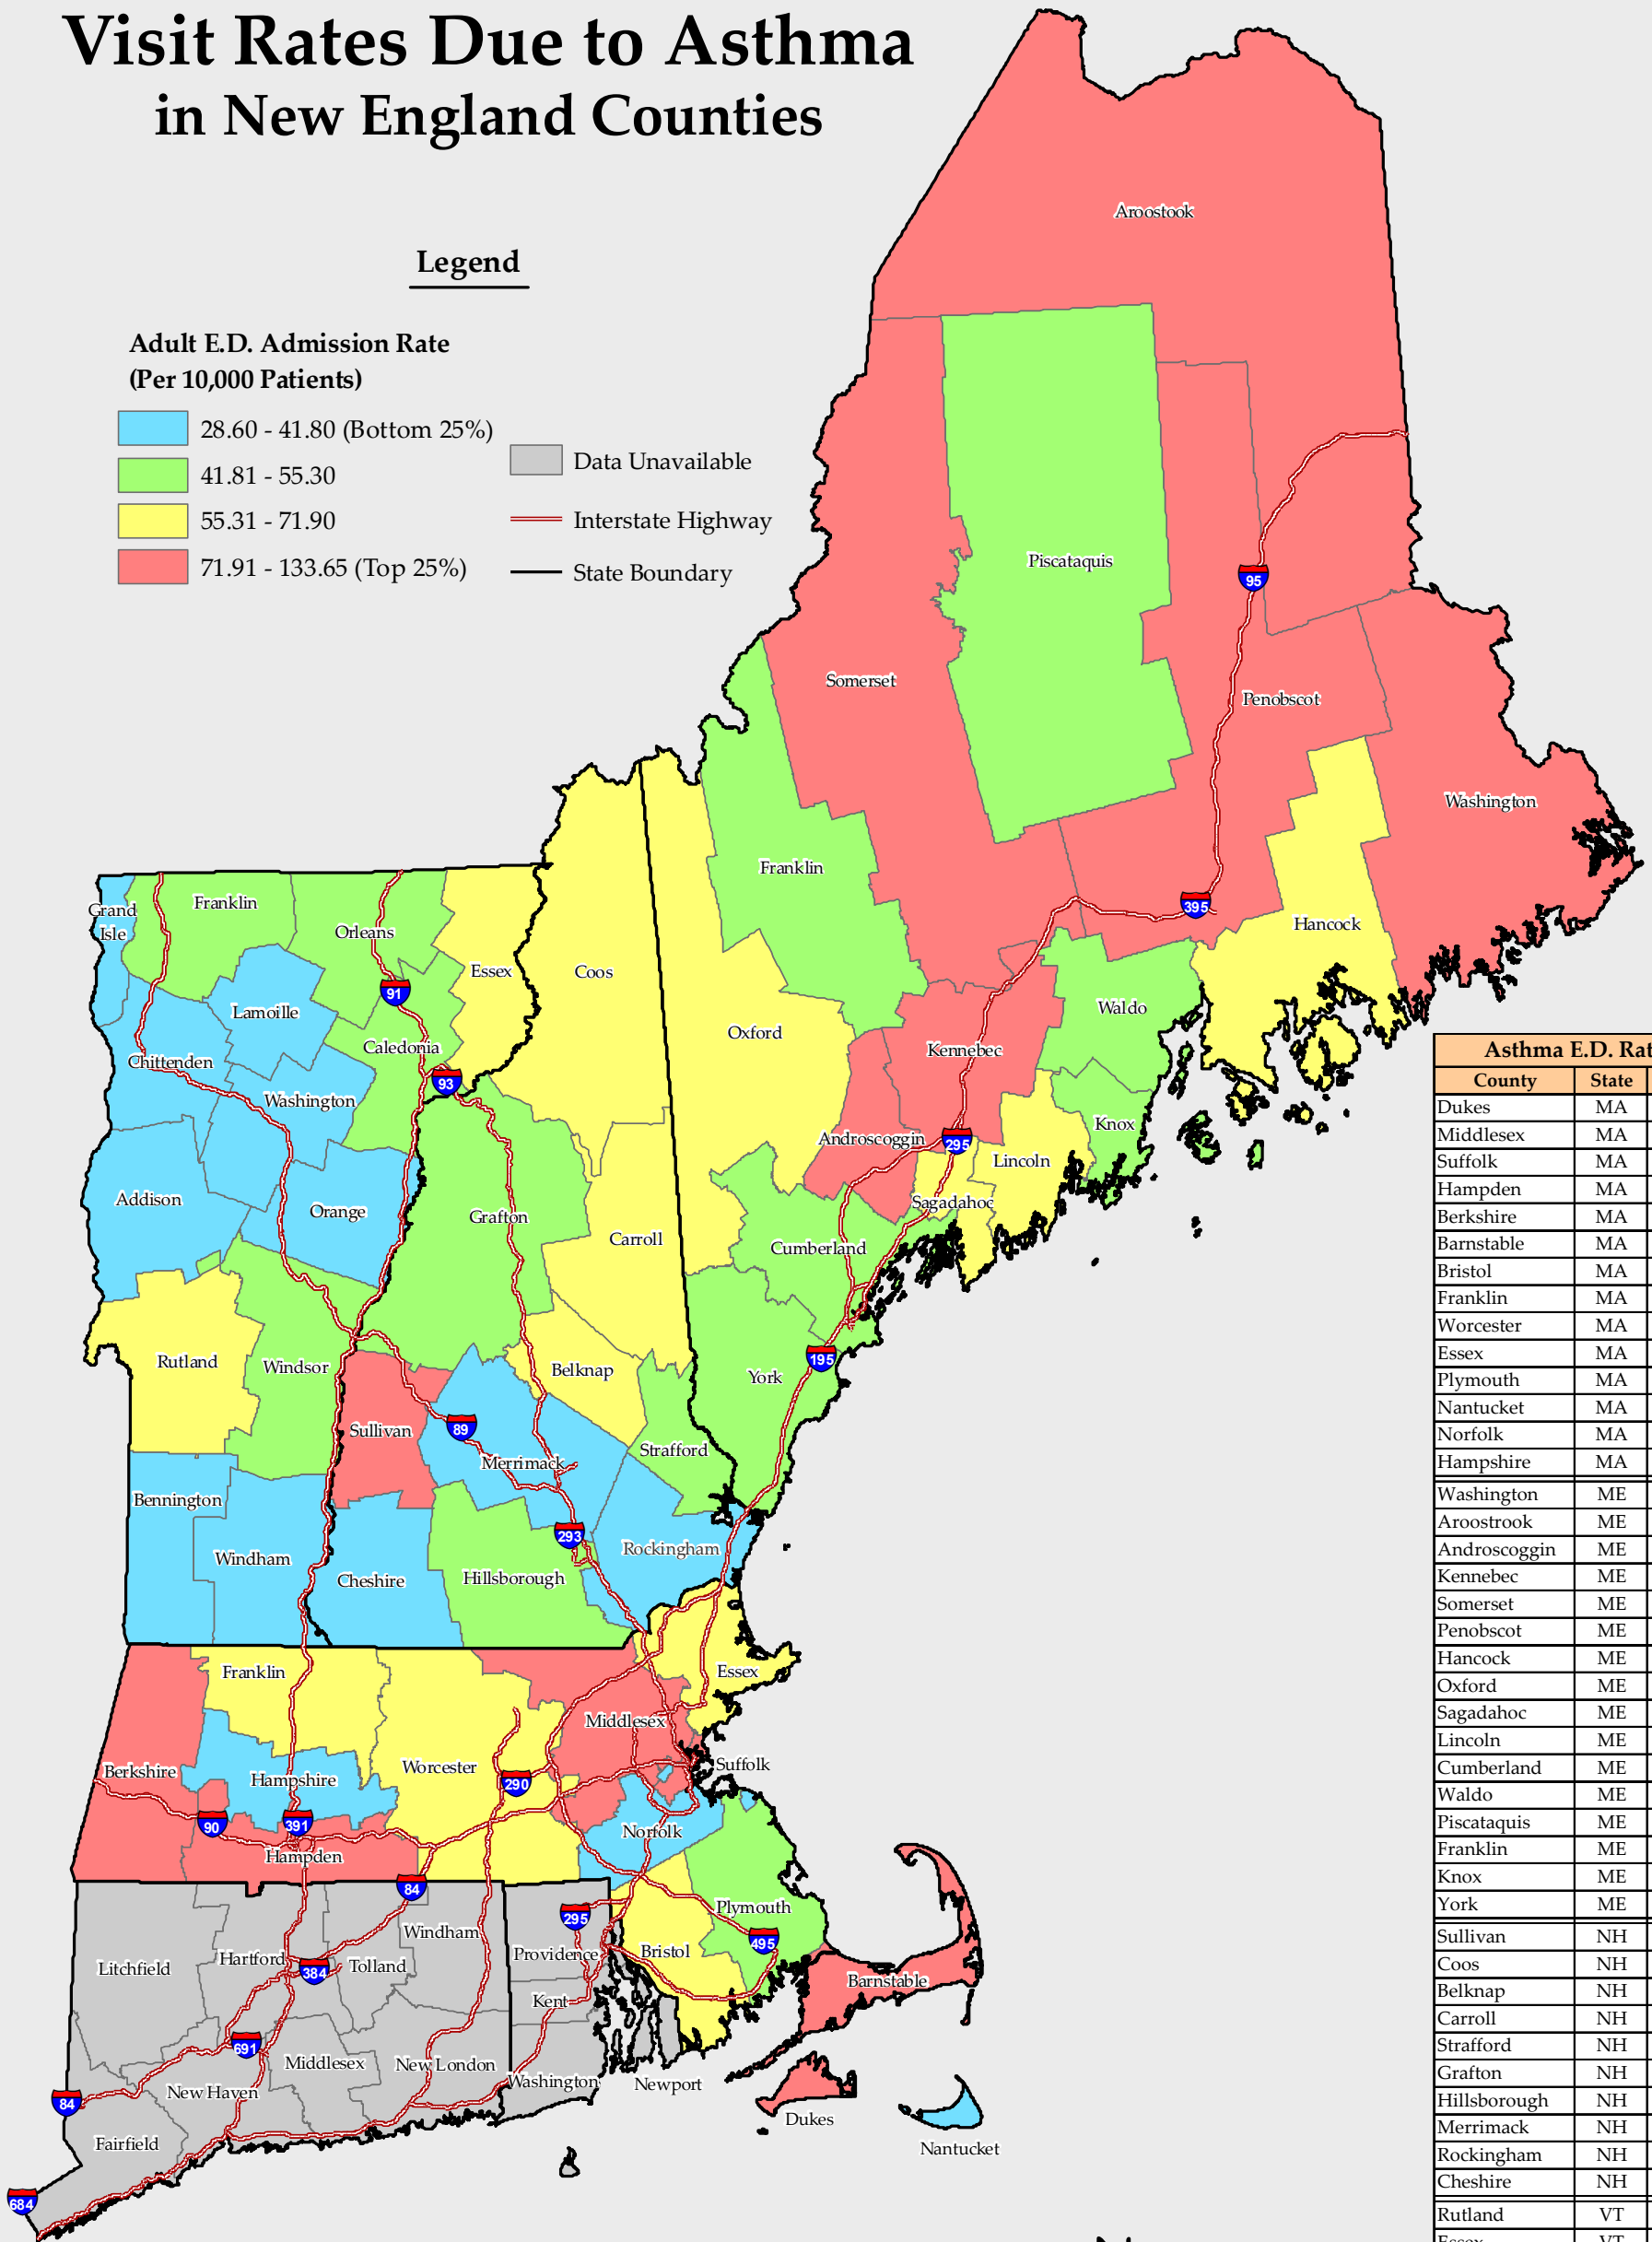 Visit Rates Due to Asthma
in New England Counties
Legend
Adult E.D. Admission Rate
(Per 10,000 Patients)
28.60 - 41.80 (Bottom 25%)
41.81 - 55.30
55.31 - 71.90
71.91 - 133.65 (Top 25%)
Data Unavailable
Interstate Highway
State Boundary
Aroostook
Piscataquis
95
Somerset
Penobscot
Washington
Franklin
395
Hancock
Grand
Isle
Franklin
Orleans
Essex
Coos
91
Lamoille
Waldo
Oxford
Caledonia
Kennebec
Chittenden
93
Washington
Knox
Androscoggin
295
Lincoln
Addison
Orange
Sagadahoc
Grafton
Carroll
Cumberland
Rutland
Windsor
Belknap
195
York
Sullivan
89
Strafford
Merrimack
Bennington
293
Rockingham
Windham
Cheshire
Hillsborough
Franklin
Essex
Middlesex
Berkshire
Worcester
Suffolk
Hampshire
290
90
391
Norfolk
Hampden
84
Plymouth
295
Windham
495
Hartford
Providence
Bristol
Litchfield
384
Tolland
Barnstable
Kent
691
Middlesex
New London
Washington
Newport
New Haven
84
Dukes
Fairfield
Nantucket
684
Asthma E.D. Rat
County State
Dukes MA
Middlesex MA
Suffolk MA
Hampden MA
Berkshire MA
Barnstable MA
Bristol MA
Franklin MA
Worcester MA
Essex MA
Plymouth MA
Nantucket MA
Norfolk MA
Hampshire MA
Washington ME
Aroostrook ME
Androscoggin ME
Kennebec ME
Somerset ME
Penobscot ME
Hancock ME
Oxford ME
Sagadahoc ME
Lincoln ME
Cumberland ME
Waldo ME
Piscataquis ME
Franklin ME
Knox ME
York ME
Sullivan NH
Coos NH
Belknap NH
Carroll NH
Strafford NH
Grafton NH
Hillsborough NH
Merrimack NH
Rockingham NH
Cheshire NH
Rutland VT
Essex VT